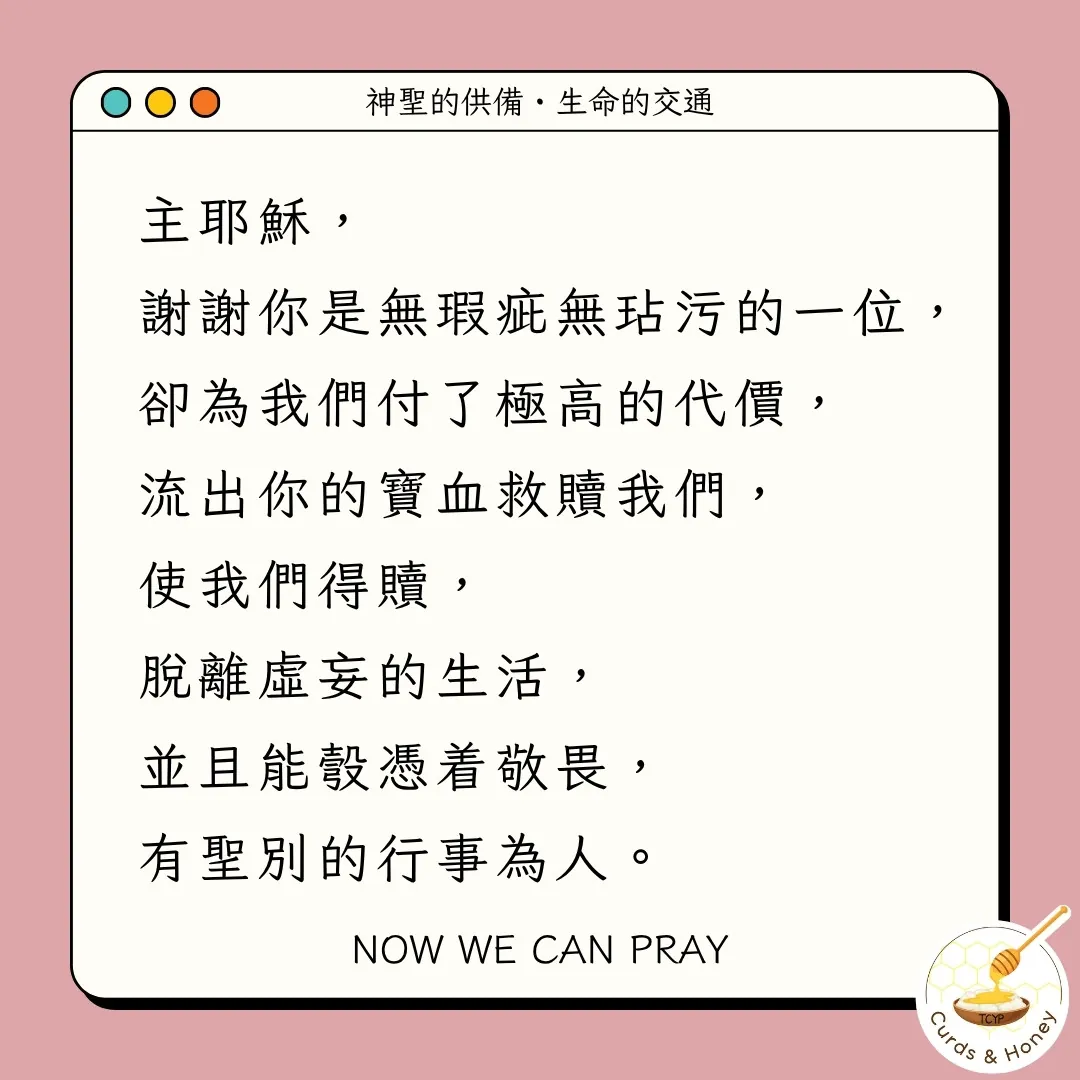 神聖的供備·生命的交通
主耶穌，
謝謝你是無瑕疵無玷污的一位，
卻為我們付了極高的代價，
流出你的寶血救贖我們，
使我們得贖，
脫離虛妄的生活，
並且能彀憑着敬畏，
有聖別的行事為人。
NOW WE CAN PRAY
TCYP
Curds & Honey